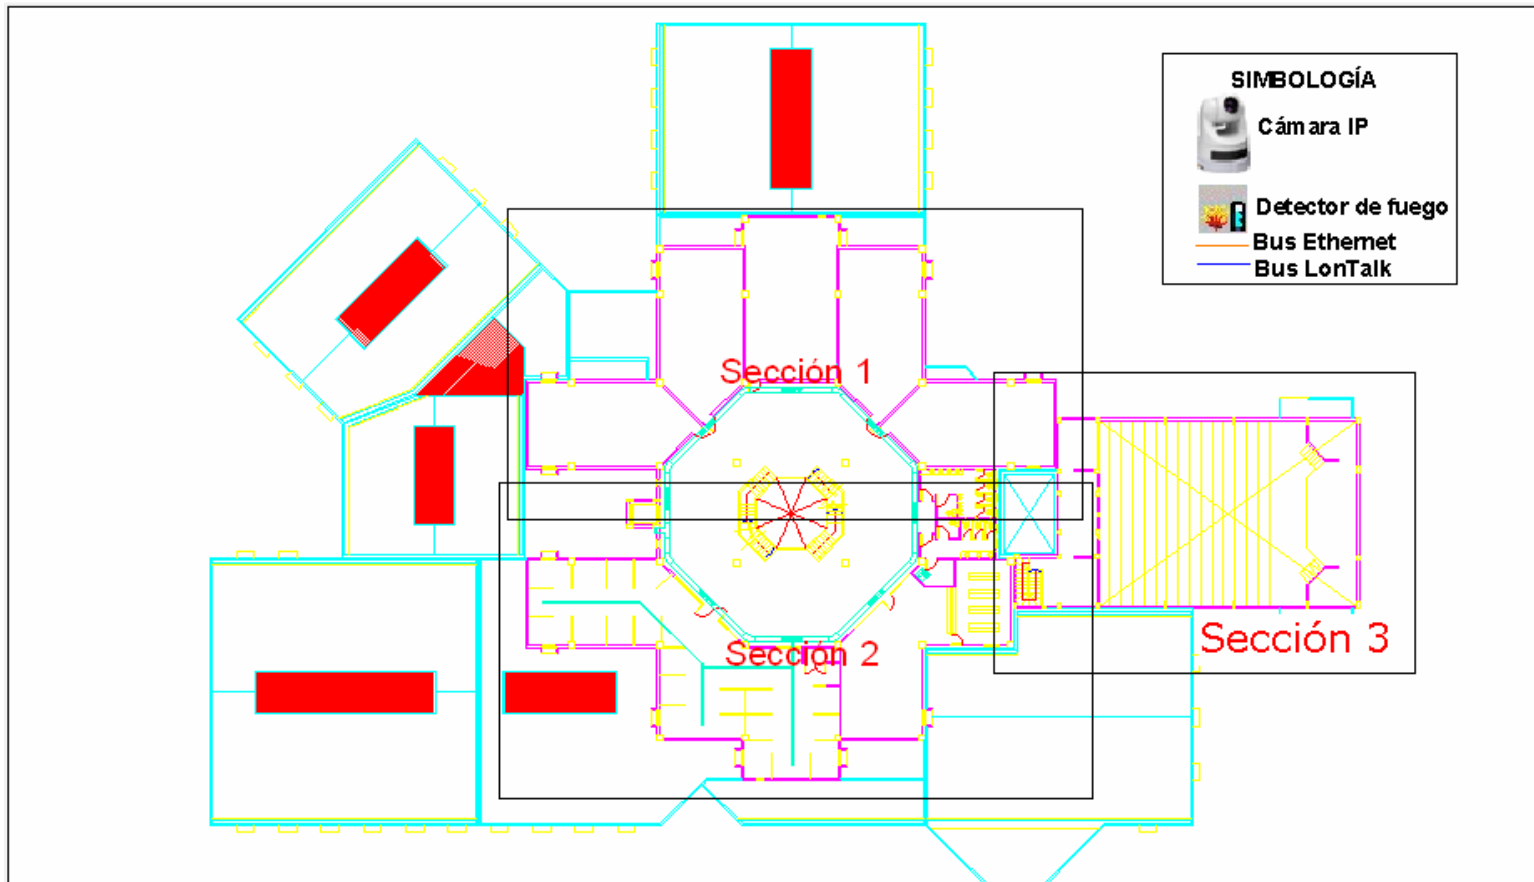 SIMBOLOGÍA
Cámara IP
Detector de fuego
Bus Ethernet
Bus LonTalk
Sección 1
Sección 2
Sección 3